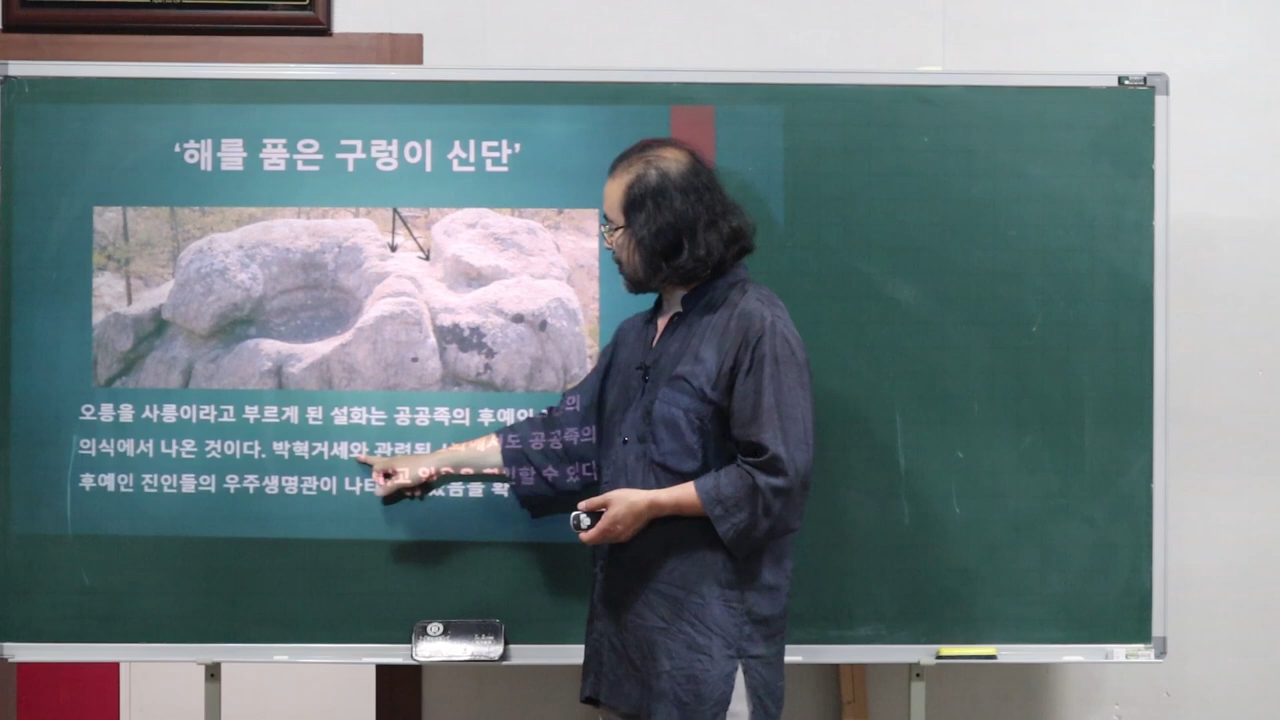 ‘해를 품은 구렁이 신단’
오릉을 사릉이라고 부르게 된 설화는 공공족의 후예인
의식에서 나온 것이다. 박혁거세와 관련된 공공족의
후예인 진인들의 우주생명관이 있음을 확인할 수 있다